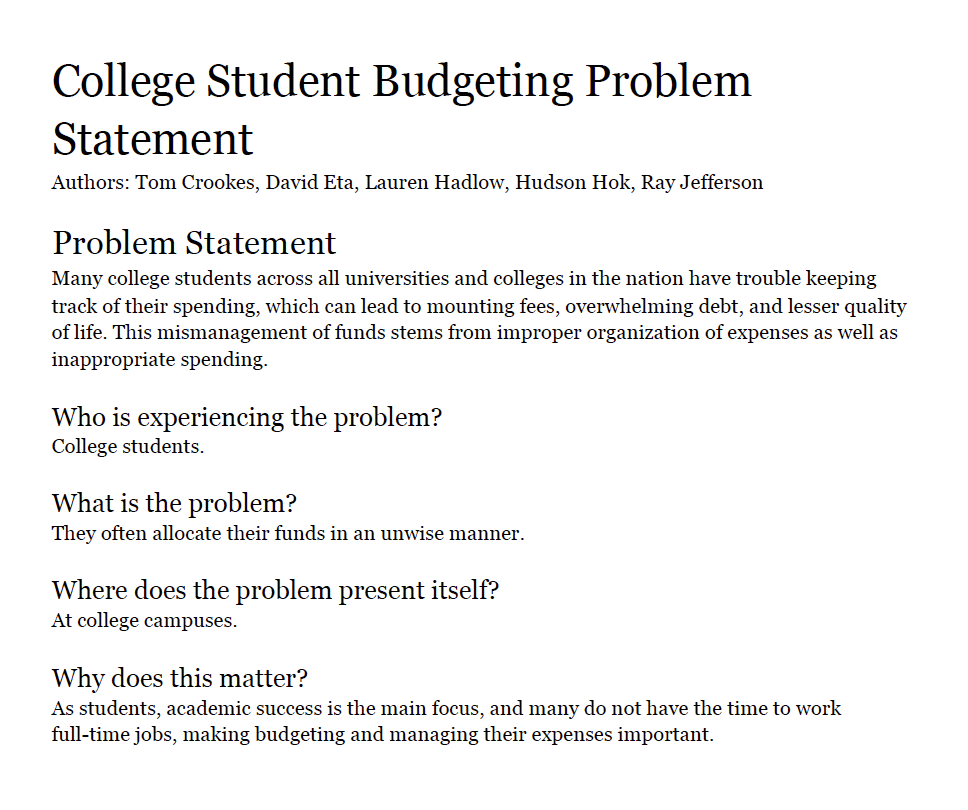 College Student Budgeting Problem
Statement
Authors: Tom Crookes, David Eta, Lauren Hadlow, Hudson Hok, Ray Jefferson
Problem Statement
Many college students across all universities and colleges in the nation have trouble keeping
track of their spending, which can lead to mounting fees, overwhelming debt, and lesser quality
of life. This mismanagement of funds stems from improper organization of expenses as well as
inappropriate spending.
Who is experiencing the problem?
College students.
What is the problem?
They often allocate their funds in an unwise manner.
Where does the problem present itself?
At college campuses.
Why does this matter?
As students, academic success is the main focus, and many do not have the time to work
full-time jobs, making budgeting and managing their expenses important.